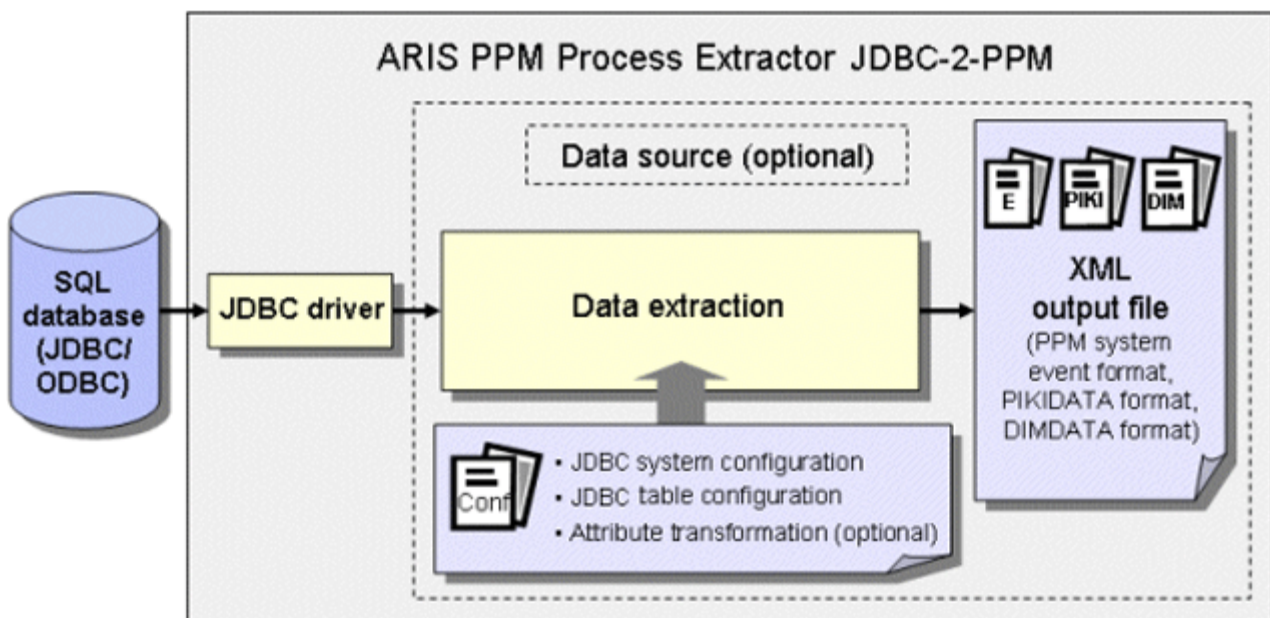 ARIS PPM Process Extractor JDBC-2-PPM
Data source (optional)
SQL
database
(JDBC/
ODBC)
JDBC driver
Data extraction
E
PIKI
DIM
XML
output file
(PPM system
event format,
PIKIDATA format,
DIMDATA format)
Conf
▪ JDBC system configuration
▪ JDBC table configuration
▪ Attribute transformation (optional)